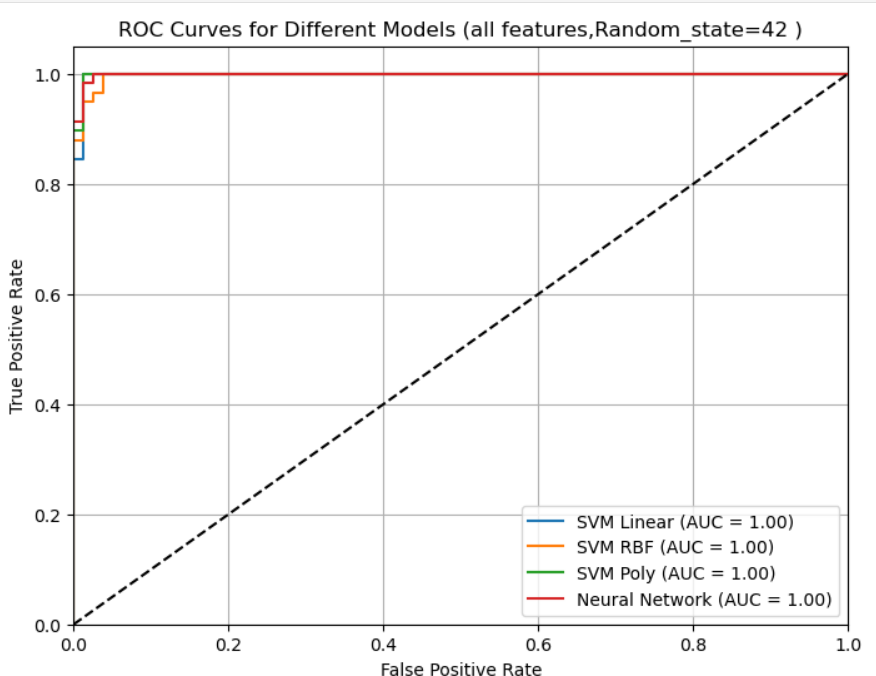 ROC Curves for Different Models (all features,Random_state=42 )
True Positive Rate
1.0
0.8
0.6
0.4
0.2
0.0
0.0 0.2 0.4 0.6 0.8 1.0
False Positive Rate
SVM Linear (AUC = 1.00)
SVM RBF (AUC = 1.00)
SVM Poly (AUC = 1.00)
Neural Network (AUC = 1.00)